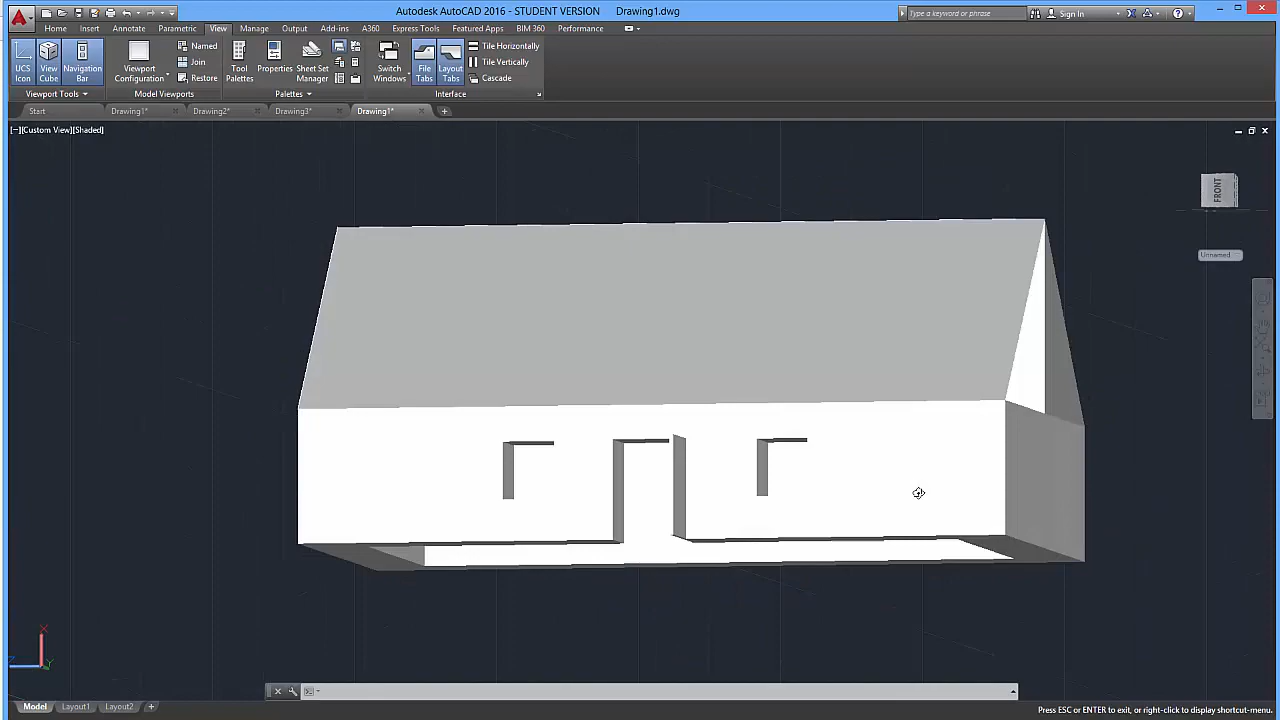 Autodesk AutoCAD 2016 - STUDENT VERSION Drawing1.dwg
Type a keyword or phrase
Sign In
Home Insert Annotate Parametric View Manage Output Add-ins A360 Express Tools Featured Apps BIM 360 Performance
UCS Icon
View Cube
Navigation Bar
Viewport Configuration
Named
Join
Restore
Tool Palettes
Properties
Sheet Set Manager
Switch Windows
File Tabs
Layout Tabs
Tile Horizontally
Tile Vertically
Cascade
Viewport Tools Model Viewports Palettes Interface
Start Drawing1* Drawing2* Drawing3* Drawing1*
[−][Custom View][Shaded]
FRONT
Unnamed
X
Y
Model Layout1 Layout2
Press ESC or ENTER to exit, or right-click to display shortcut-menu.